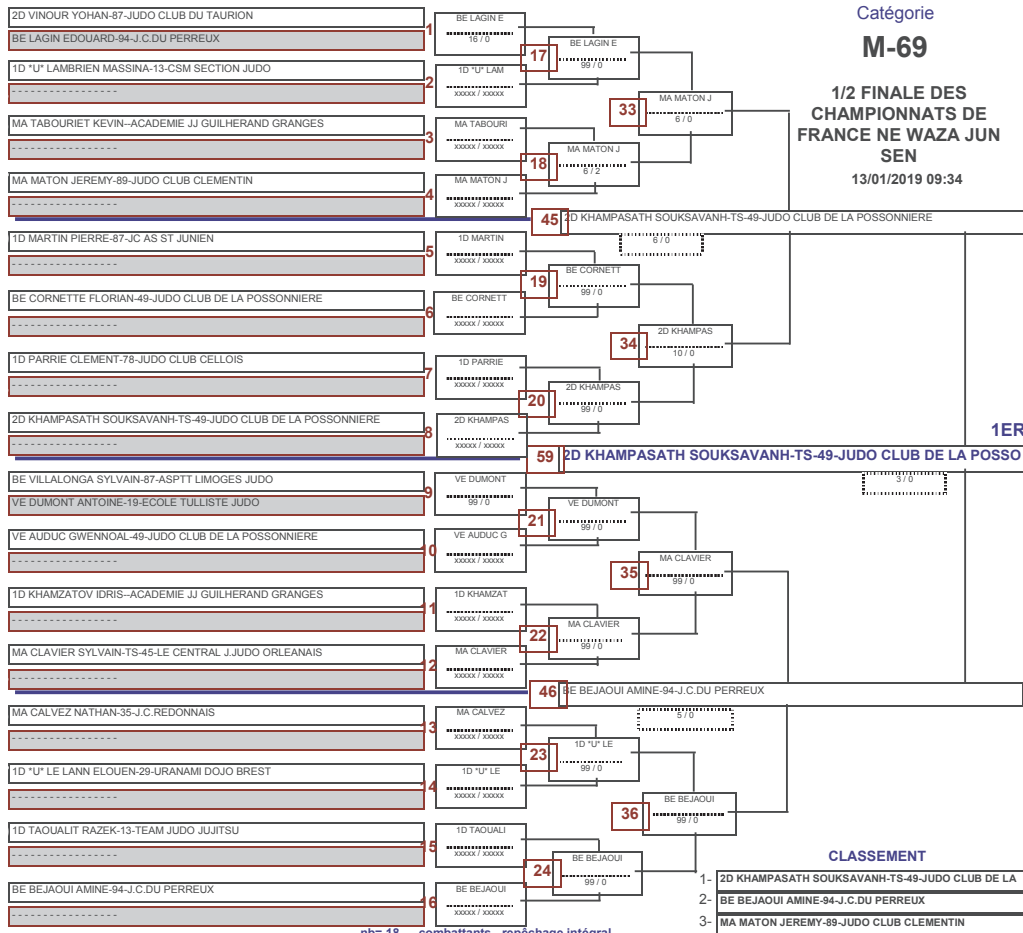 Catégorie
M-69
1/2 FINALE DES
CHAMPIONNATS DE
FRANCE NE WAZA JUN
SEN
13/01/2019 09:34
2D VINOUR YOHAN-87-JUDO CLUB DU TAURION
BE LAGIN EDOUARD-94-J.C.DU PERREUX
1
BE LAGIN E
16 / 0
17
BE LAGIN E
99 / 0
1D *U* LAMBRIEN MASSINA-13-CSM SECTION JUDO
- - - - - - - - - - - - - - - -
2
1D *U* LAM
xxxxx / xxxxx
33
MA MATON J
6 / 0
MA TABOURIET KEVIN--ACADEMIE JJ GUILHERAND GRANGES
- - - - - - - - - - - - - - - -
3
MA TABOURI
xxxxx / xxxxx
18
MA MATON J
6 / 2
MA MATON JEREMY-89-JUDO CLUB CLEMENTIN
- - - - - - - - - - - - - - - -
4
MA MATON J
xxxxx / xxxxx
45
2D KHAMPASATH SOUKSAVANH-TS-49-JUDO CLUB DE LA POSSONNIERE
6 / 0
1D MARTIN PIERRE-87-JC AS ST JUNIEN
- - - - - - - - - - - - - - - -
5
1D MARTIN
xxxxx / xxxxx
19
BE CORNETT
99 / 0
BE CORNETTE FLORIAN-49-JUDO CLUB DE LA POSSONNIERE
- - - - - - - - - - - - - - - -
6
BE CORNETT
xxxxx / xxxxx
34
2D KHAMPAS
10 / 0
1D PARRIE CLEMENT-78-JUDO CLUB CELLOIS
- - - - - - - - - - - - - - - -
7
1D PARRIE
xxxxx / xxxxx
20
2D KHAMPAS
99 / 0
2D KHAMPASATH SOUKSAVANH-TS-49-JUDO CLUB DE LA POSSONNIERE
- - - - - - - - - - - - - - - -
8
2D KHAMPAS
xxxxx / xxxxx
1ER
59
2D KHAMPASATH SOUKSAVANH-TS-49-JUDO CLUB DE LA POSSO
3 / 0
BE VILLALONGA SYLVAIN-87-ASPTT LIMOGES JUDO
VE DUMONT ANTOINE-19-ECOLE TULLISTE JUDO
9
VE DUMONT
99 / 0
21
VE DUMONT
99 / 0
VE AUDUC GWENNOAL-49-JUDO CLUB DE LA POSSONNIERE
- - - - - - - - - - - - - - - -
10
VE AUDUC G
xxxxx / xxxxx
35
MA CLAVIER
99 / 0
1D KHAMZATOV IDRIS--ACADEMIE JJ GUILHERAND GRANGES
- - - - - - - - - - - - - - - -
11
1D KHAMZAT
xxxxx / xxxxx
22
MA CLAVIER
99 / 0
MA CLAVIER SYLVAIN-TS-45-LE CENTRAL J.JUDO ORLEANAIS
- - - - - - - - - - - - - - - -
12
MA CLAVIER
xxxxx / xxxxx
46
BE BEJAOUI AMINE-94-J.C.DU PERREUX
5 / 0
MA CALVEZ NATHAN-35-J.C.REDONNAIS
- - - - - - - - - - - - - - - -
13
MA CALVEZ
xxxxx / xxxxx
23
1D *U* LE
99 / 0
1D *U* LE LANN ELOUEN-29-URANAMI DOJO BREST
- - - - - - - - - - - - - - - -
14
1D *U* LE
xxxxx / xxxxx
36
BE BEJAOUI
99 / 0
1D TAOUALIT RAZEK-13-TEAM JUDO JUJITSU
- - - - - - - - - - - - - - - -
15
1D TAOUALI
xxxxx / xxxxx
24
BE BEJAOUI
99 / 0
BE BEJAOUI AMINE-94-J.C.DU PERREUX
- - - - - - - - - - - - - - - -
16
BE BEJAOUI
xxxxx / xxxxx
CLASSEMENT
1- 2D KHAMPASATH SOUKSAVANH-TS-49-JUDO CLUB DE LA
2- BE BEJAOUI AMINE-94-J.C.DU PERREUX
3- MA MATON JEREMY-89-JUDO CLUB CLEMENTIN
nb= 18 combattants repêchage intégral